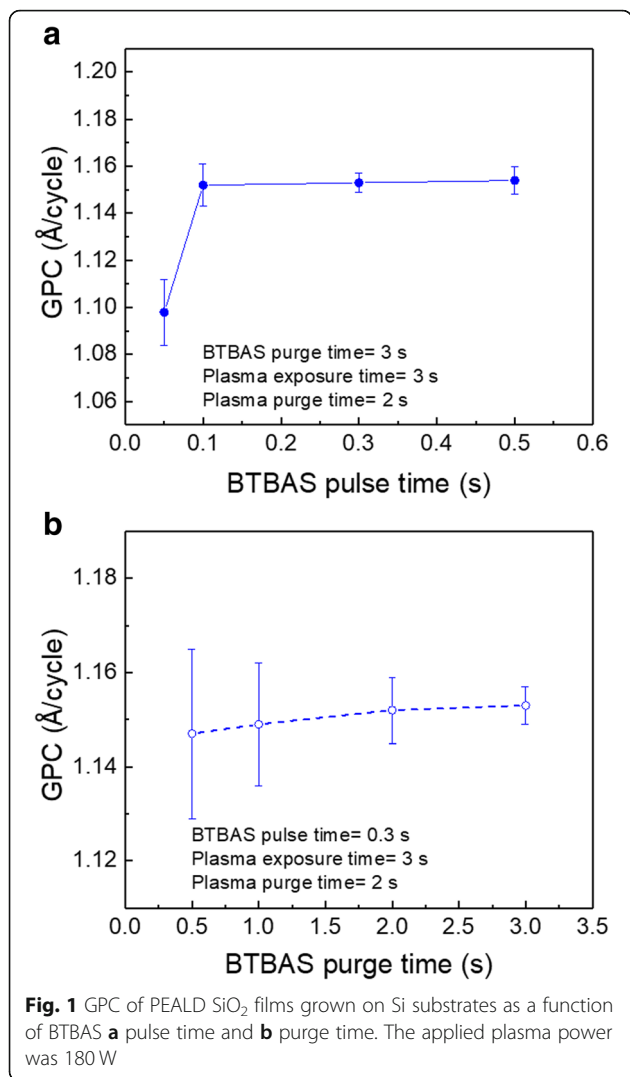 a
1.20
1.18
1.16
1.14
1.12
1.10
1.08
1.06
GPC (Å/cycle)
BTBAS purge time= 3 s
Plasma exposure time= 3 s
Plasma purge time= 2 s
0.0 0.1 0.2 0.3 0.4 0.5 0.6
BTBAS pulse time (s)
b
1.18
1.16
1.14
1.12
GPC (Å/cycle)
BTBAS pulse time= 0.3 s
Plasma exposure time= 3 s
Plasma purge time= 2 s
0.0 0.5 1.0 1.5 2.0 2.5 3.0 3.5
BTBAS purge time (s)
Fig. 1 GPC of PEALD SiO₂ films grown on Si substrates as a function
of BTBAS a pulse time and b purge time. The applied plasma power
was 180 W